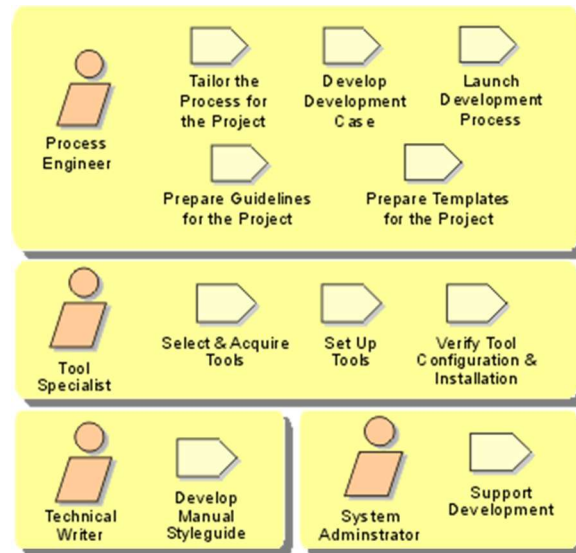 Tailor the
Process for
the Project
Develop
Development
Case
Launch
Development
Process
Process
Engineer
Prepare Guidelines
for the Project
Prepare Templates
for the Project
Tool
Specialist
Select & Acquire
Tools
Set Up
Tools
Verify Tool
Configuration &
Installation
Technical
Writer
Develop
Manual
Styleguide
System
Adminstrator
Support
Development